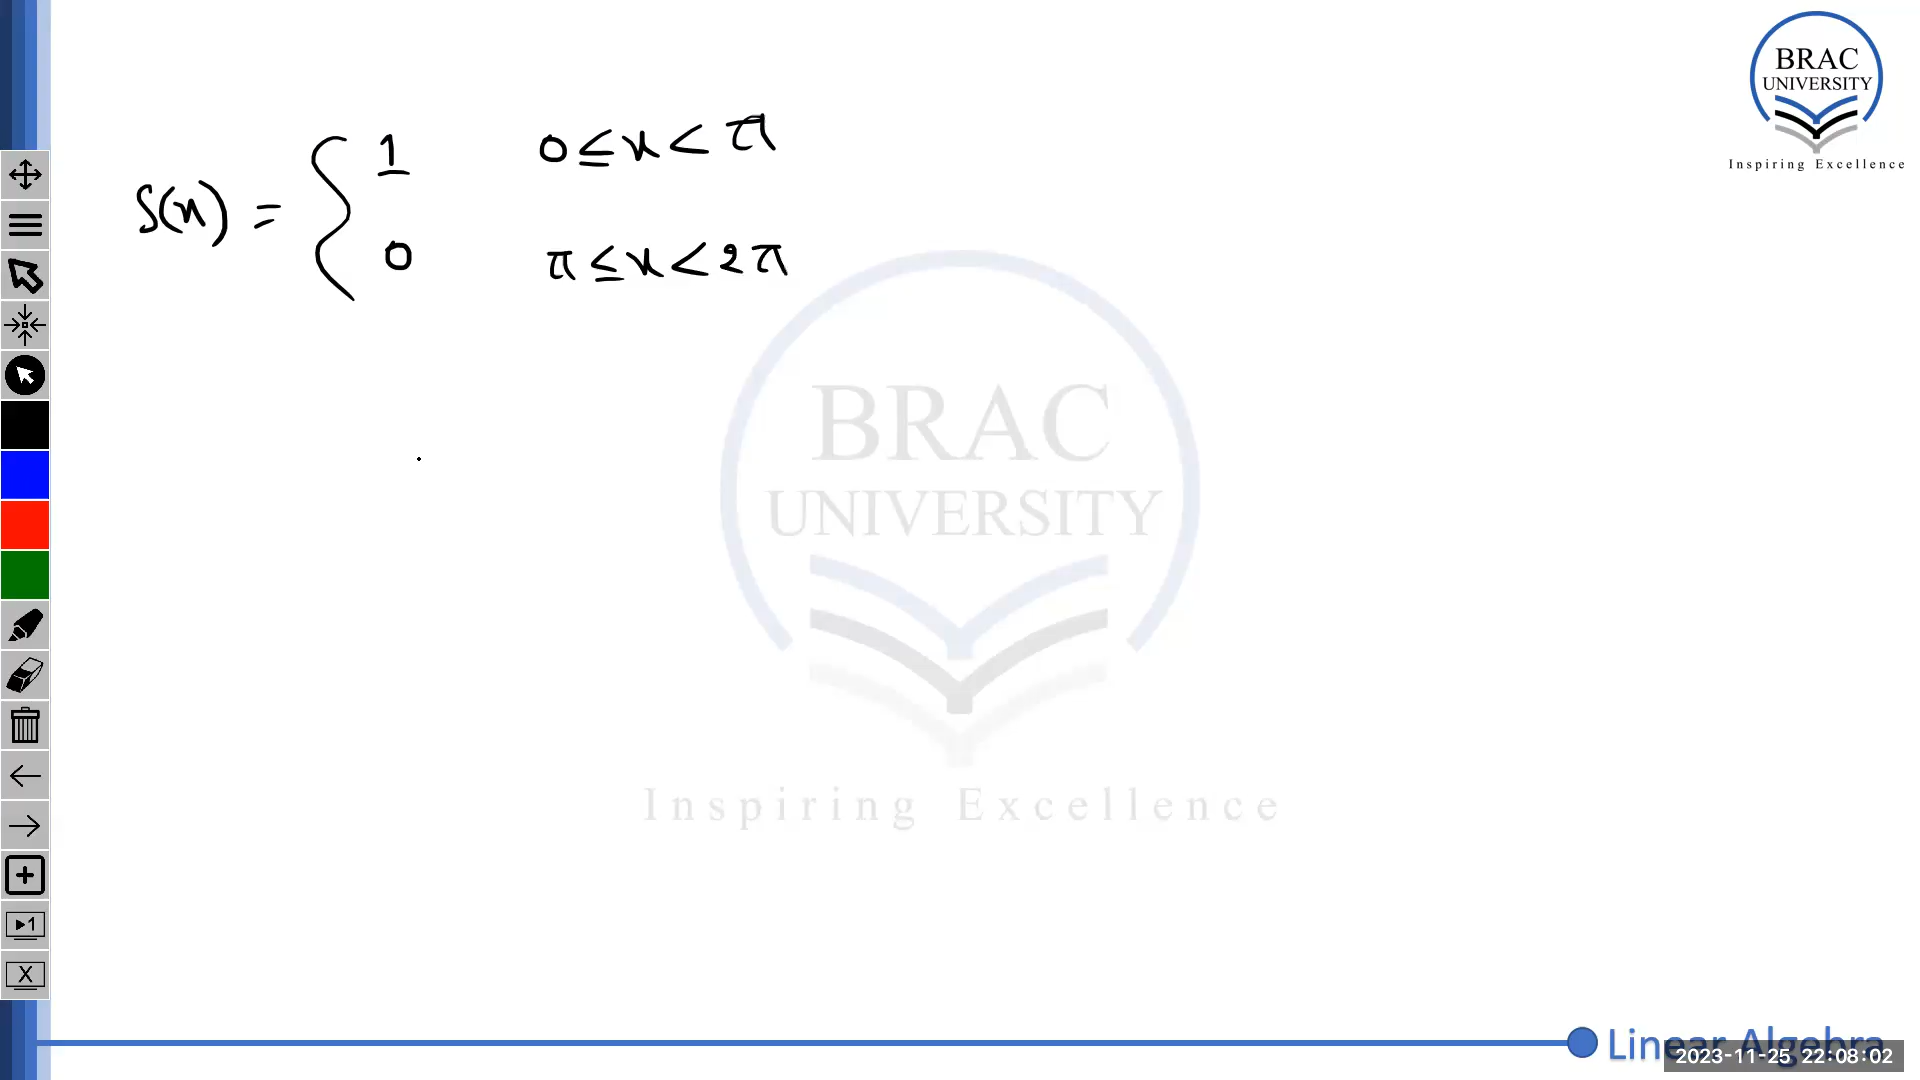 BRAC
UNIVERSITY
Inspiring Excellence
S(x) = { 1 0 ≤ x < π
0 π ≤ x < 2π
BRAC
UNIVERSITY
Inspiring Excellence
▶1
X
Linear Algebra
2023-11-25 22:08:02